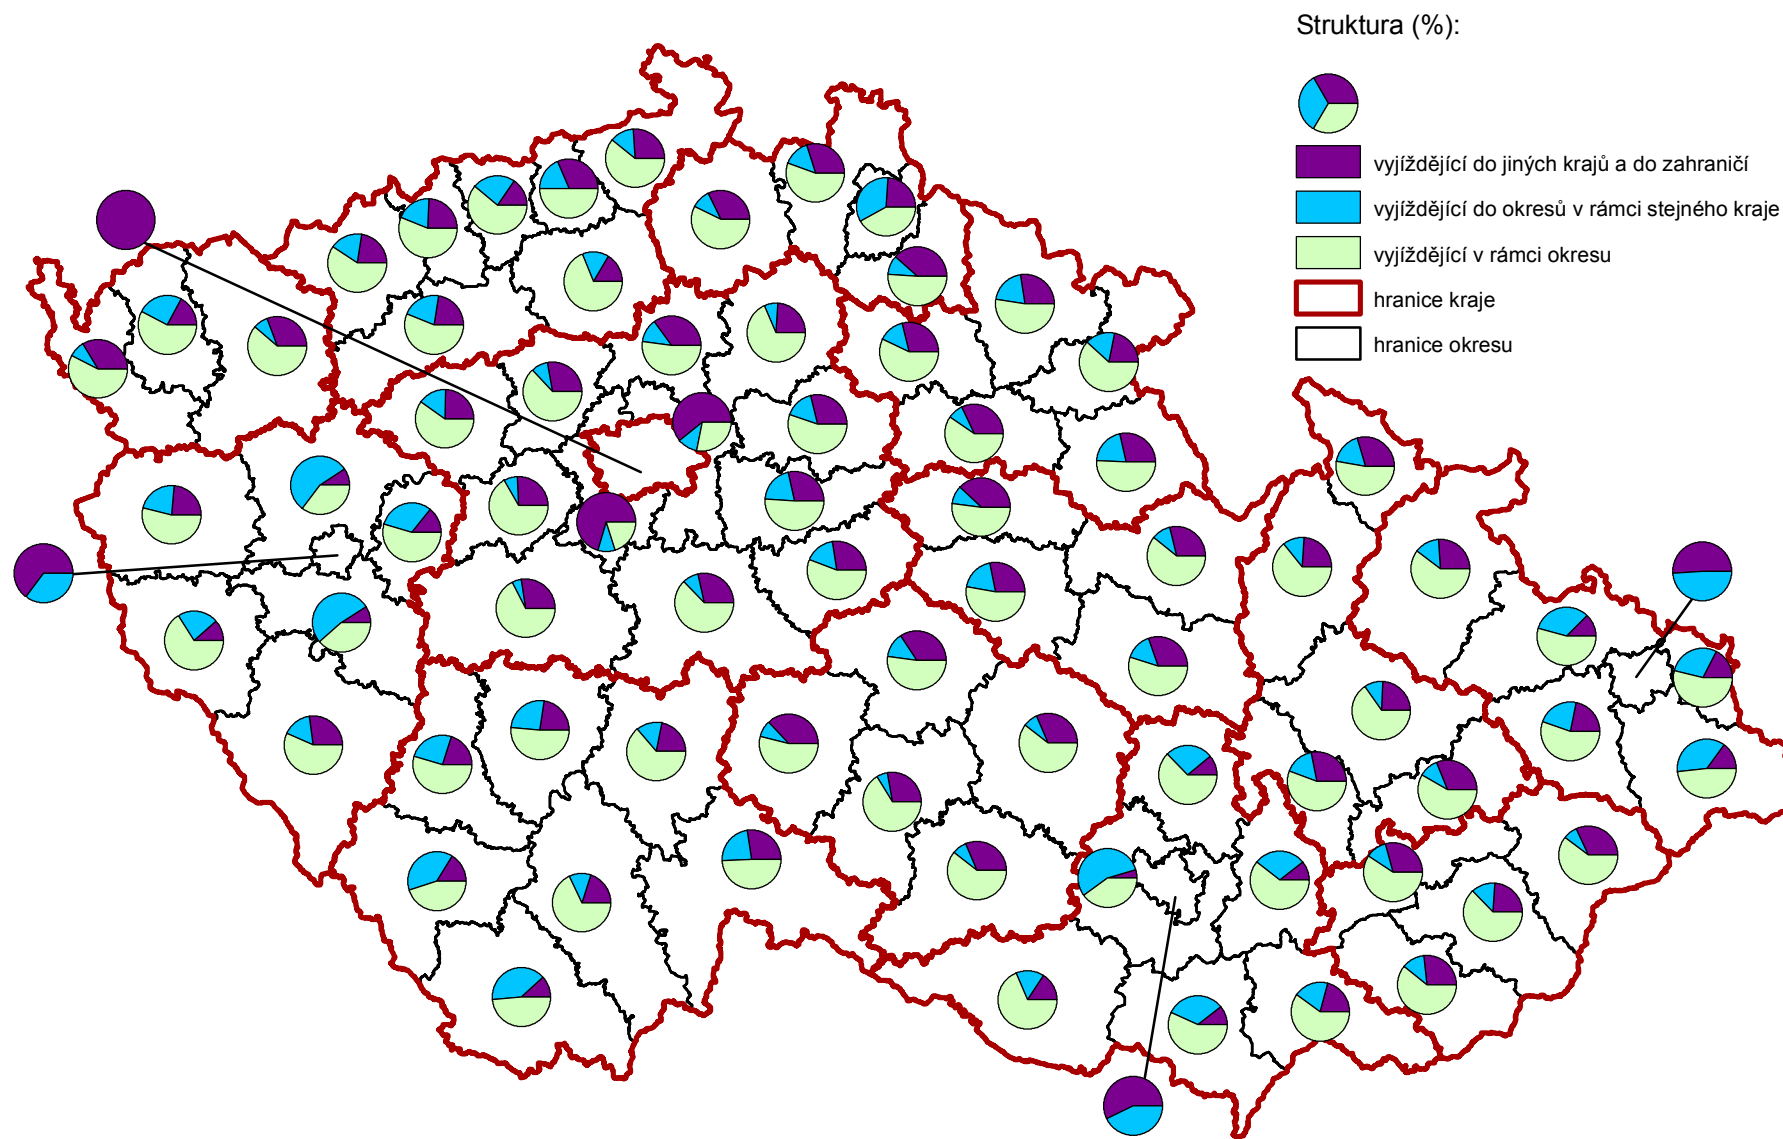 Struktura (%):
vyjíždějící do jiných krajů a do zahraničí
vyjíždějící do okresů v rámci stejného kraje
vyjíždějící v rámci okresu
hranice kraje
hranice okresu